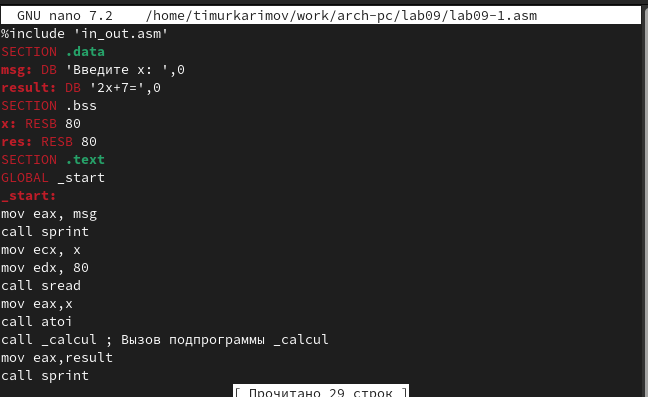 GNU nano 7.2 /home/timurkarimov/work/arch-pc/lab09/lab09-1.asm
%include 'in_out.asm'
SECTION .data
msg: DB 'Введите x: ',0
result: DB '2x+7=',0
SECTION .bss
x: RESB 80
res: RESB 80
SECTION .text
GLOBAL _start
_start:
mov eax, msg
call sprint
mov ecx, x
mov edx, 80
call sread
mov eax,x
call atoi
call _calcul ; Вызов подпрограммы _calcul
mov eax,result
call sprint
[ Прочитано 29 строк ]